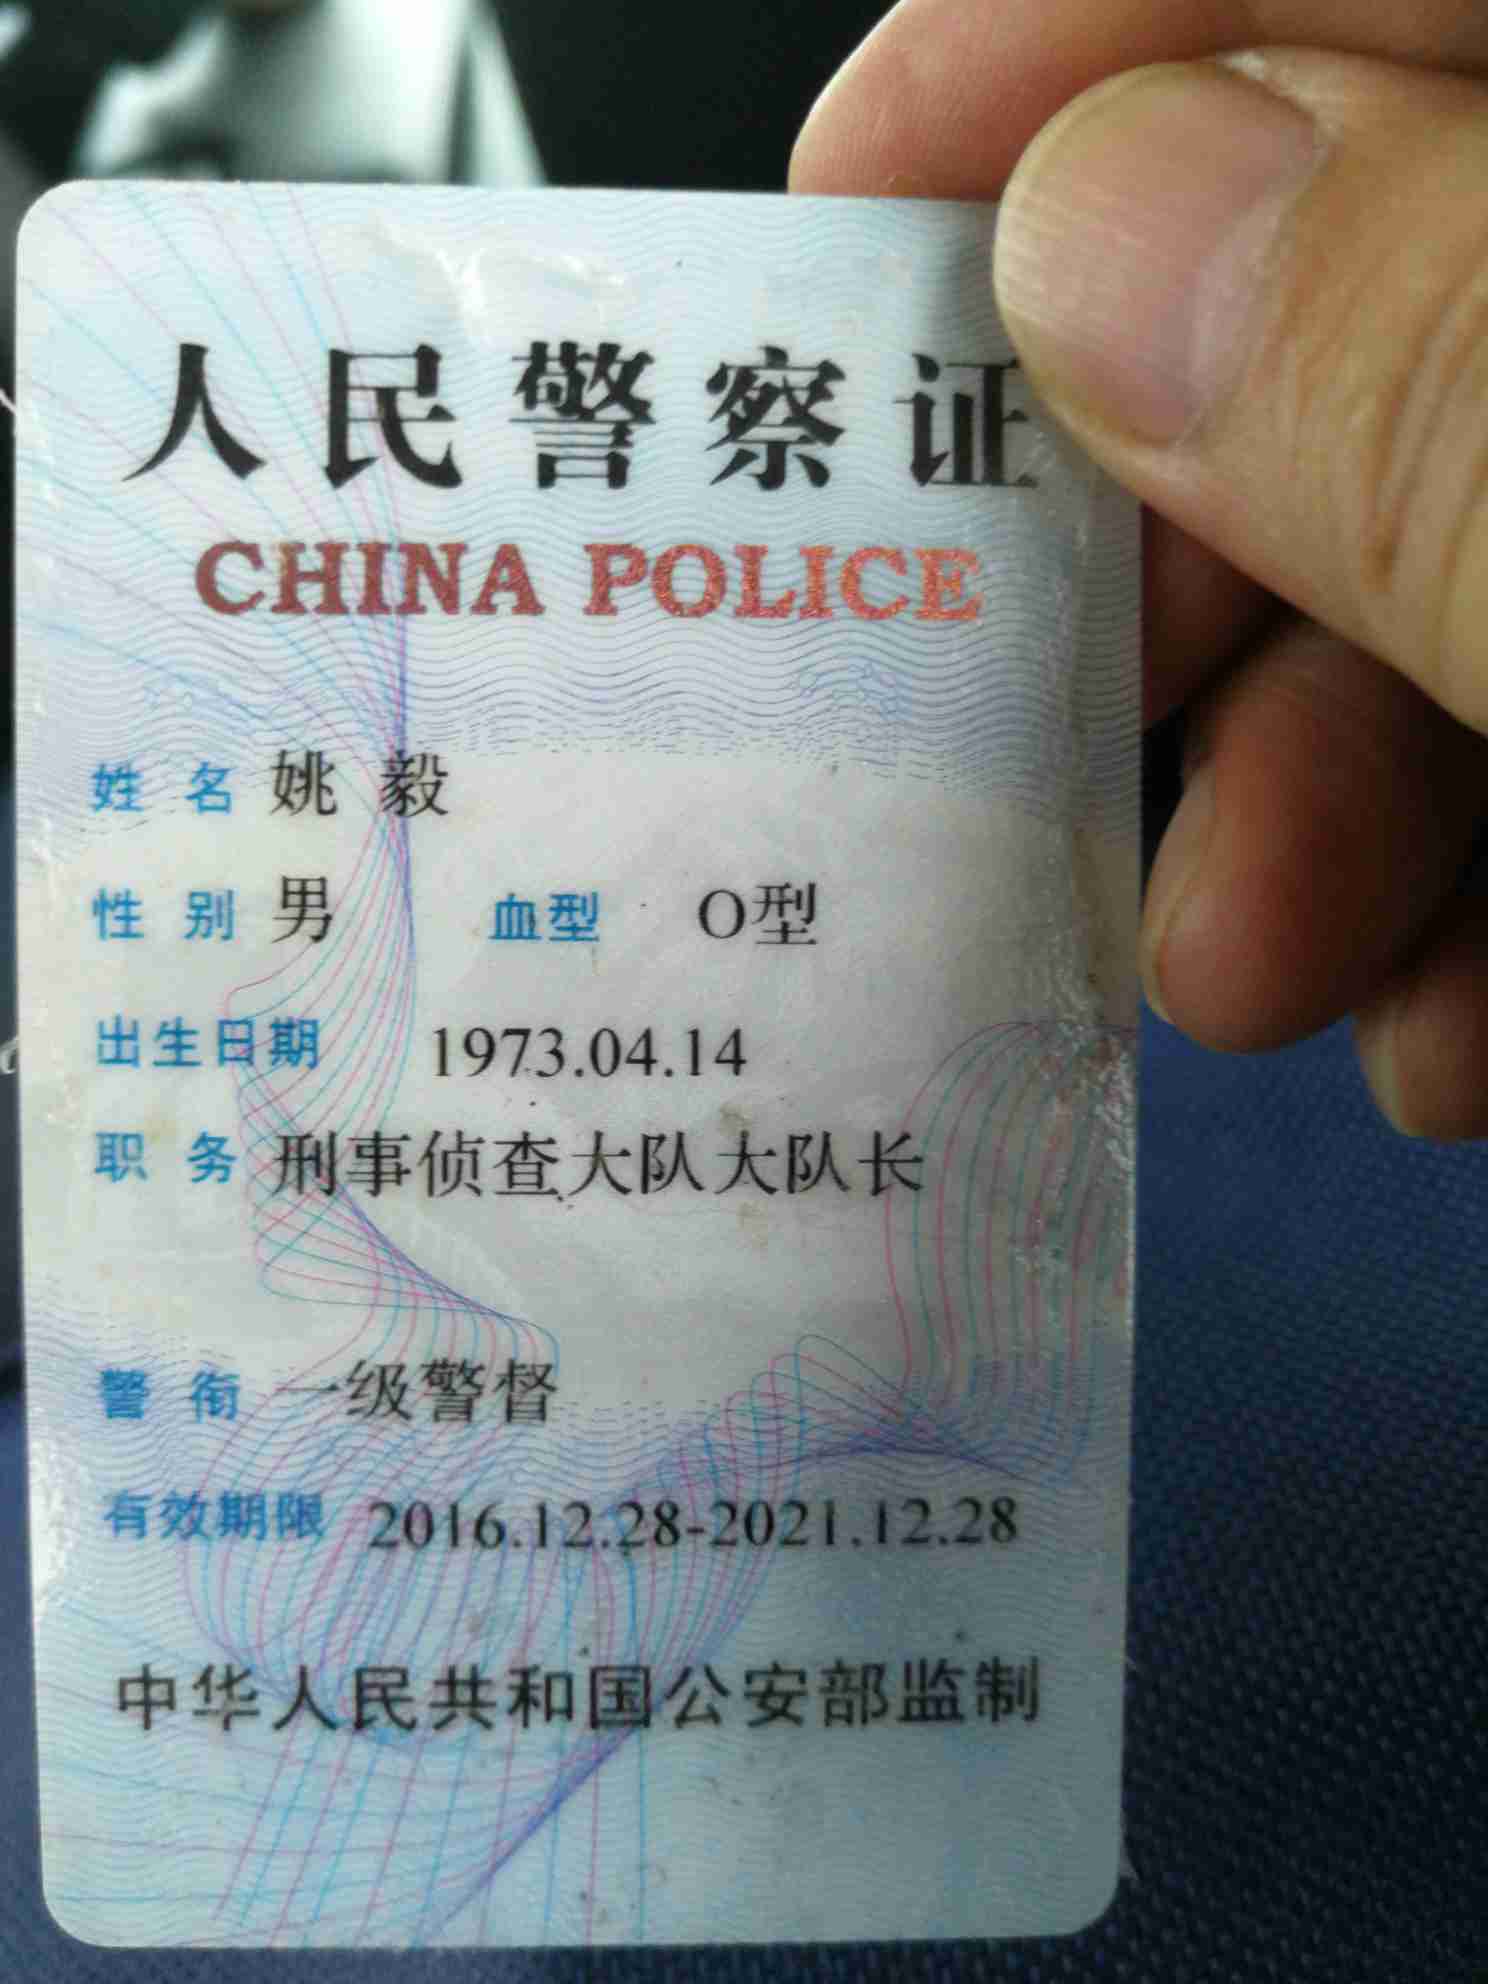 人民警察证
CHINA POLICE
姓 名 姚 毅
性 别 男 血型 O型
出生日期 1973.04.14
职 务 刑事侦查大队大队长
警 衔 一级警督
有效期限 2016.12.28-2021.12.28
中华人民共和国公安部监制